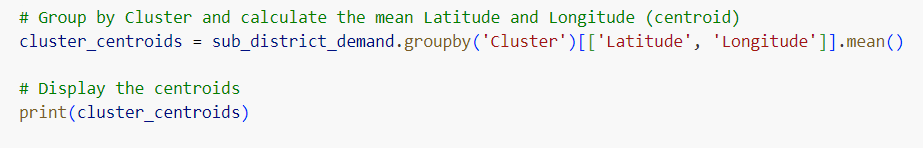 # Group by Cluster and calculate the mean Latitude and Longitude (centroid)
cluster_centroids = sub_district_demand.groupby('Cluster')[['Latitude', 'Longitude']].mean()
# Display the centroids
print(cluster_centroids)